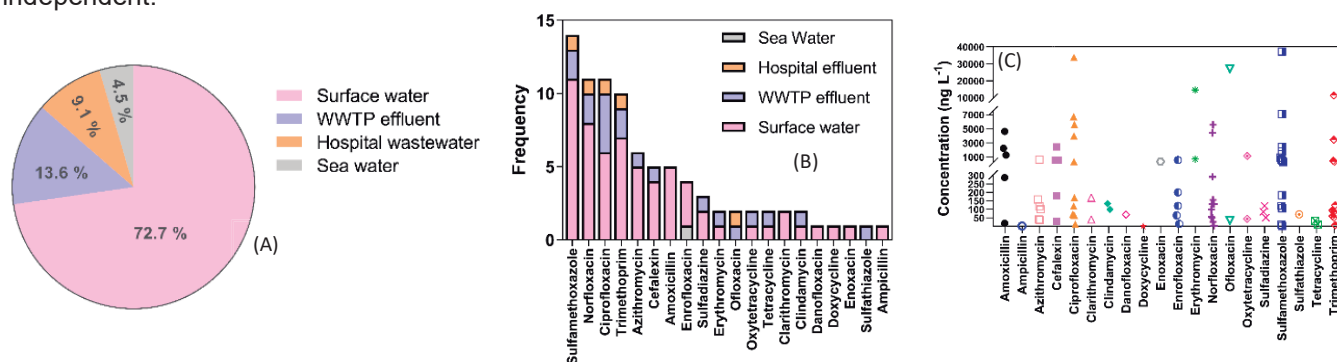 independent.
4.5 %
9.1 %
13.6 %
72.7 %
Surface water
WWTP effluent
Hospital wastewater
Sea water
(A)
Frequency
15
10
5
0
Sea Water
Hospital effluent
WWTP effluent
Surface water
(B)
Sulfamethoxazole
Norfloxacin
Ciprofloxacin
Trimethoprim
Azithromycin
Cefalexin
Amoxicillin
Enrofloxacin
Sulfadiazine
Erythromycin
Ofloxacin
Oxytetracycline
Tetracycline
Clarithromycin
Clindamycin
Danofloxacin
Doxycycline
Enoxacin
Sulfathiazole
Ampicillin
(C)
Concentration (ng L⁻¹)
40000
30000
20000
10000
7000
5000
3000
1000
300
250
200
150
100
50
Amoxicillin
Ampicillin
Azithromycin
Cefalexin
Ciprofloxacin
Clarithromycin
Clindamycin
Danofloxacin
Doxycycline
Enoxacin
Enrofloxacin
Erythromycin
Norfloxacin
Ofloxacin
Oxytetracycline
Sulfadiazine
Sulfamethoxazole
Sulfathiazole
Tetracycline
Trimethoprim